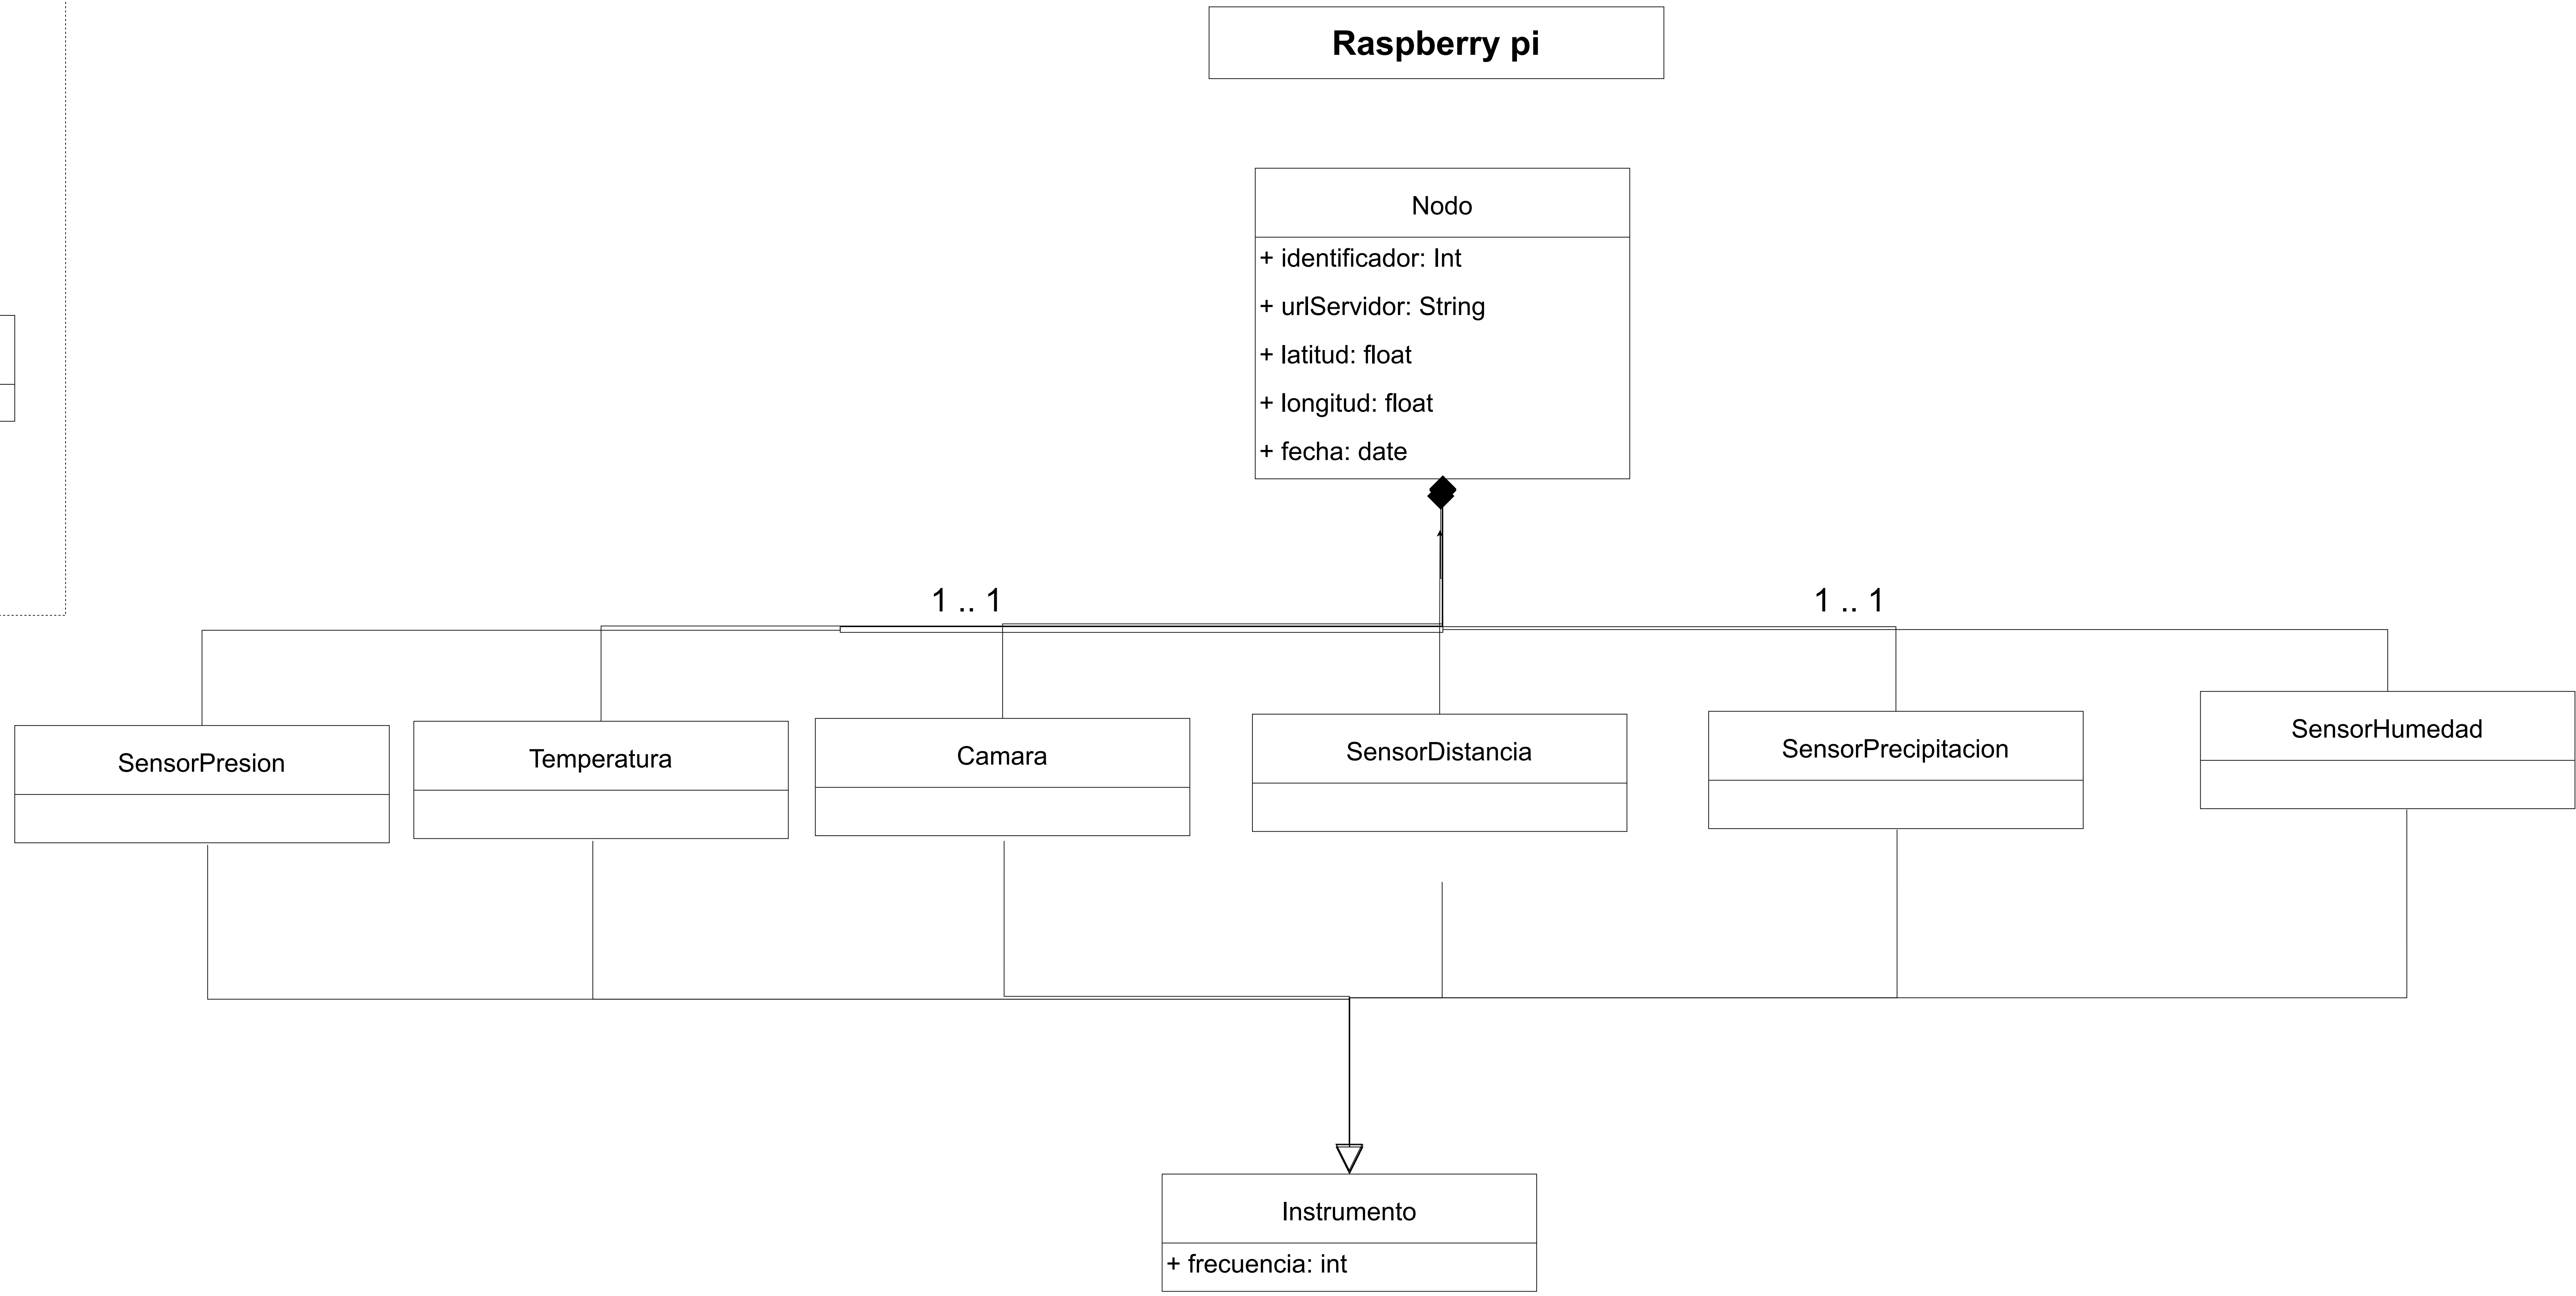 Raspberry pi
Nodo
+ identificador: Int
+ urlServidor: String
+ latitud: float
+ longitud: float
+ fecha: date
1 .. 1
1 .. 1
SensorPresion
Temperatura
Camara
SensorDistancia
SensorPrecipitacion
SensorHumedad
Instrumento
+ frecuencia: int